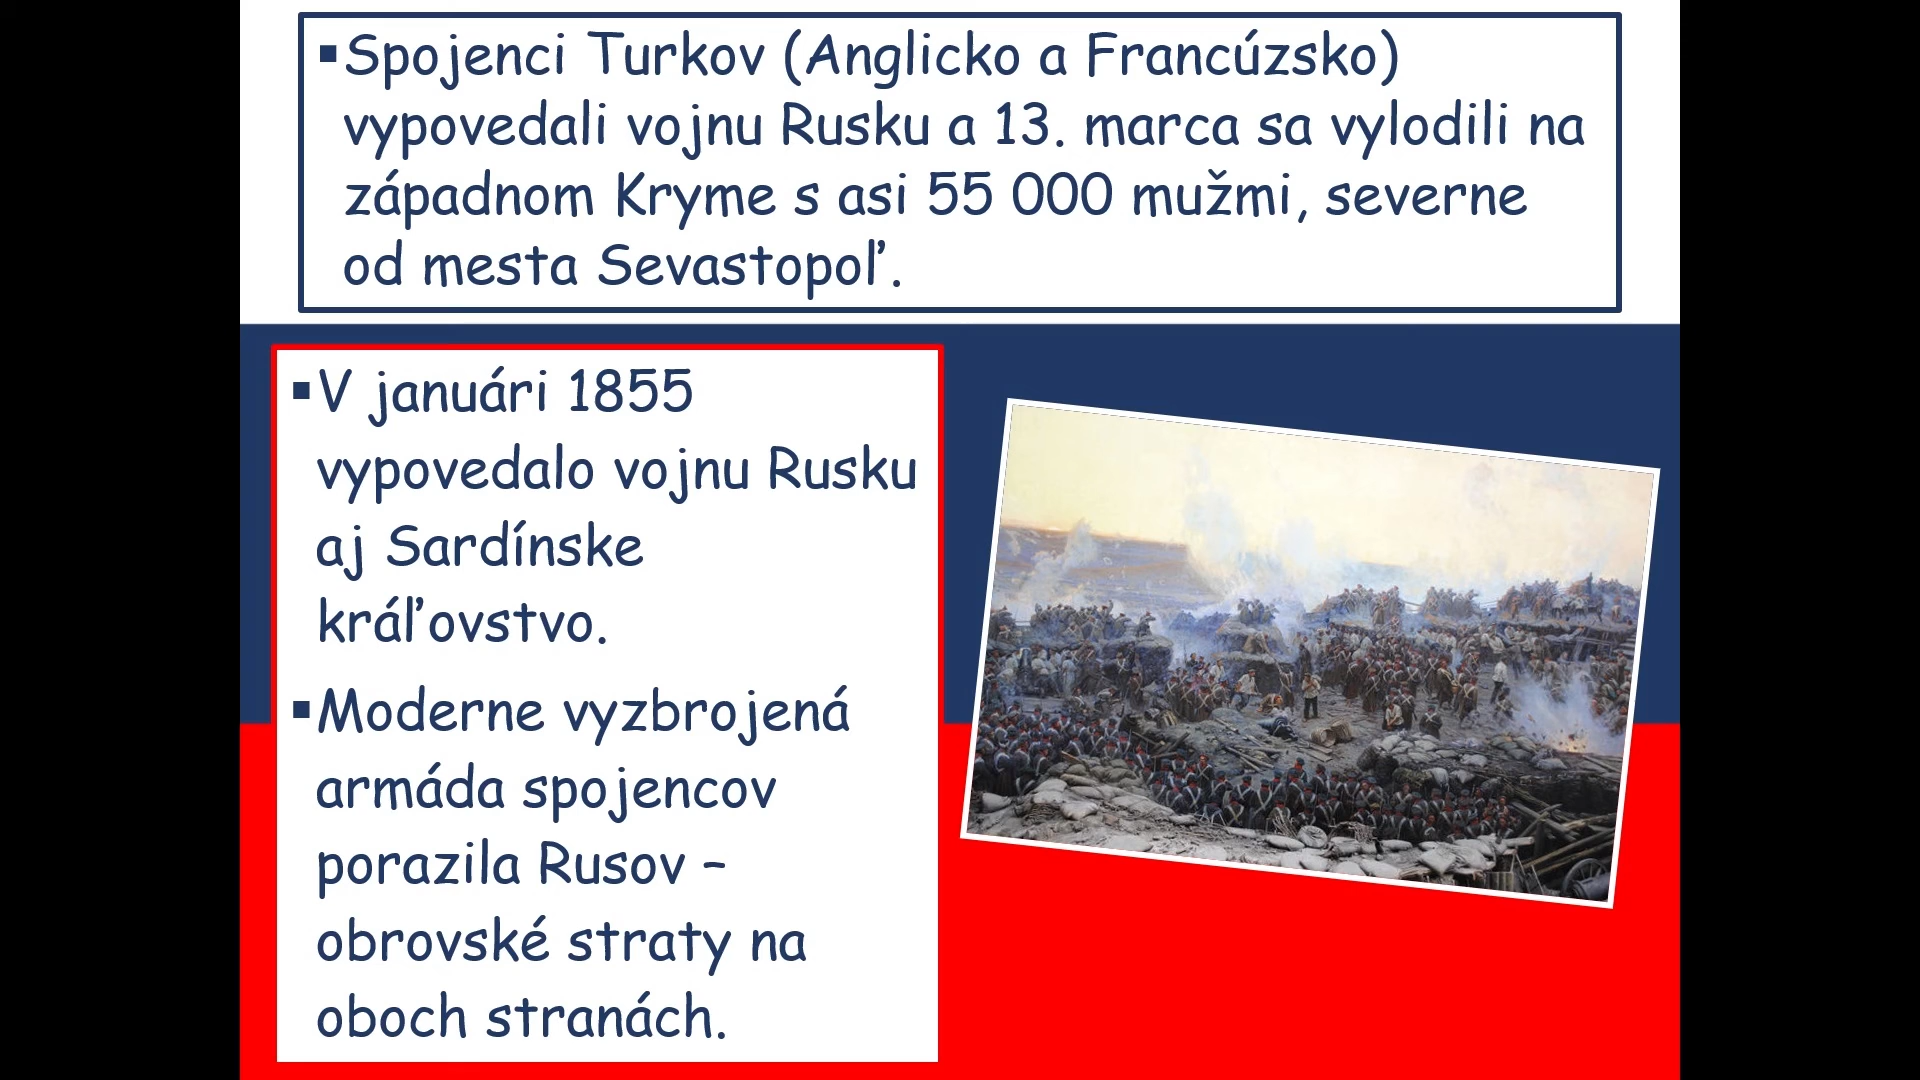 ▪Spojenci Turkov (Anglicko a Francúzsko)
vypovedali vojnu Rusku a 13. marca sa vylodili na
západnom Kryme s asi 55 000 mužmi, severne
od mesta Sevastopoľ.
▪V januári 1855
vypovedalo vojnu Rusku
aj Sardínske
kráľovstvo.
▪Moderne vyzbrojená
armáda spojencov
porazila Rusov –
obrovské straty na
oboch stranách.